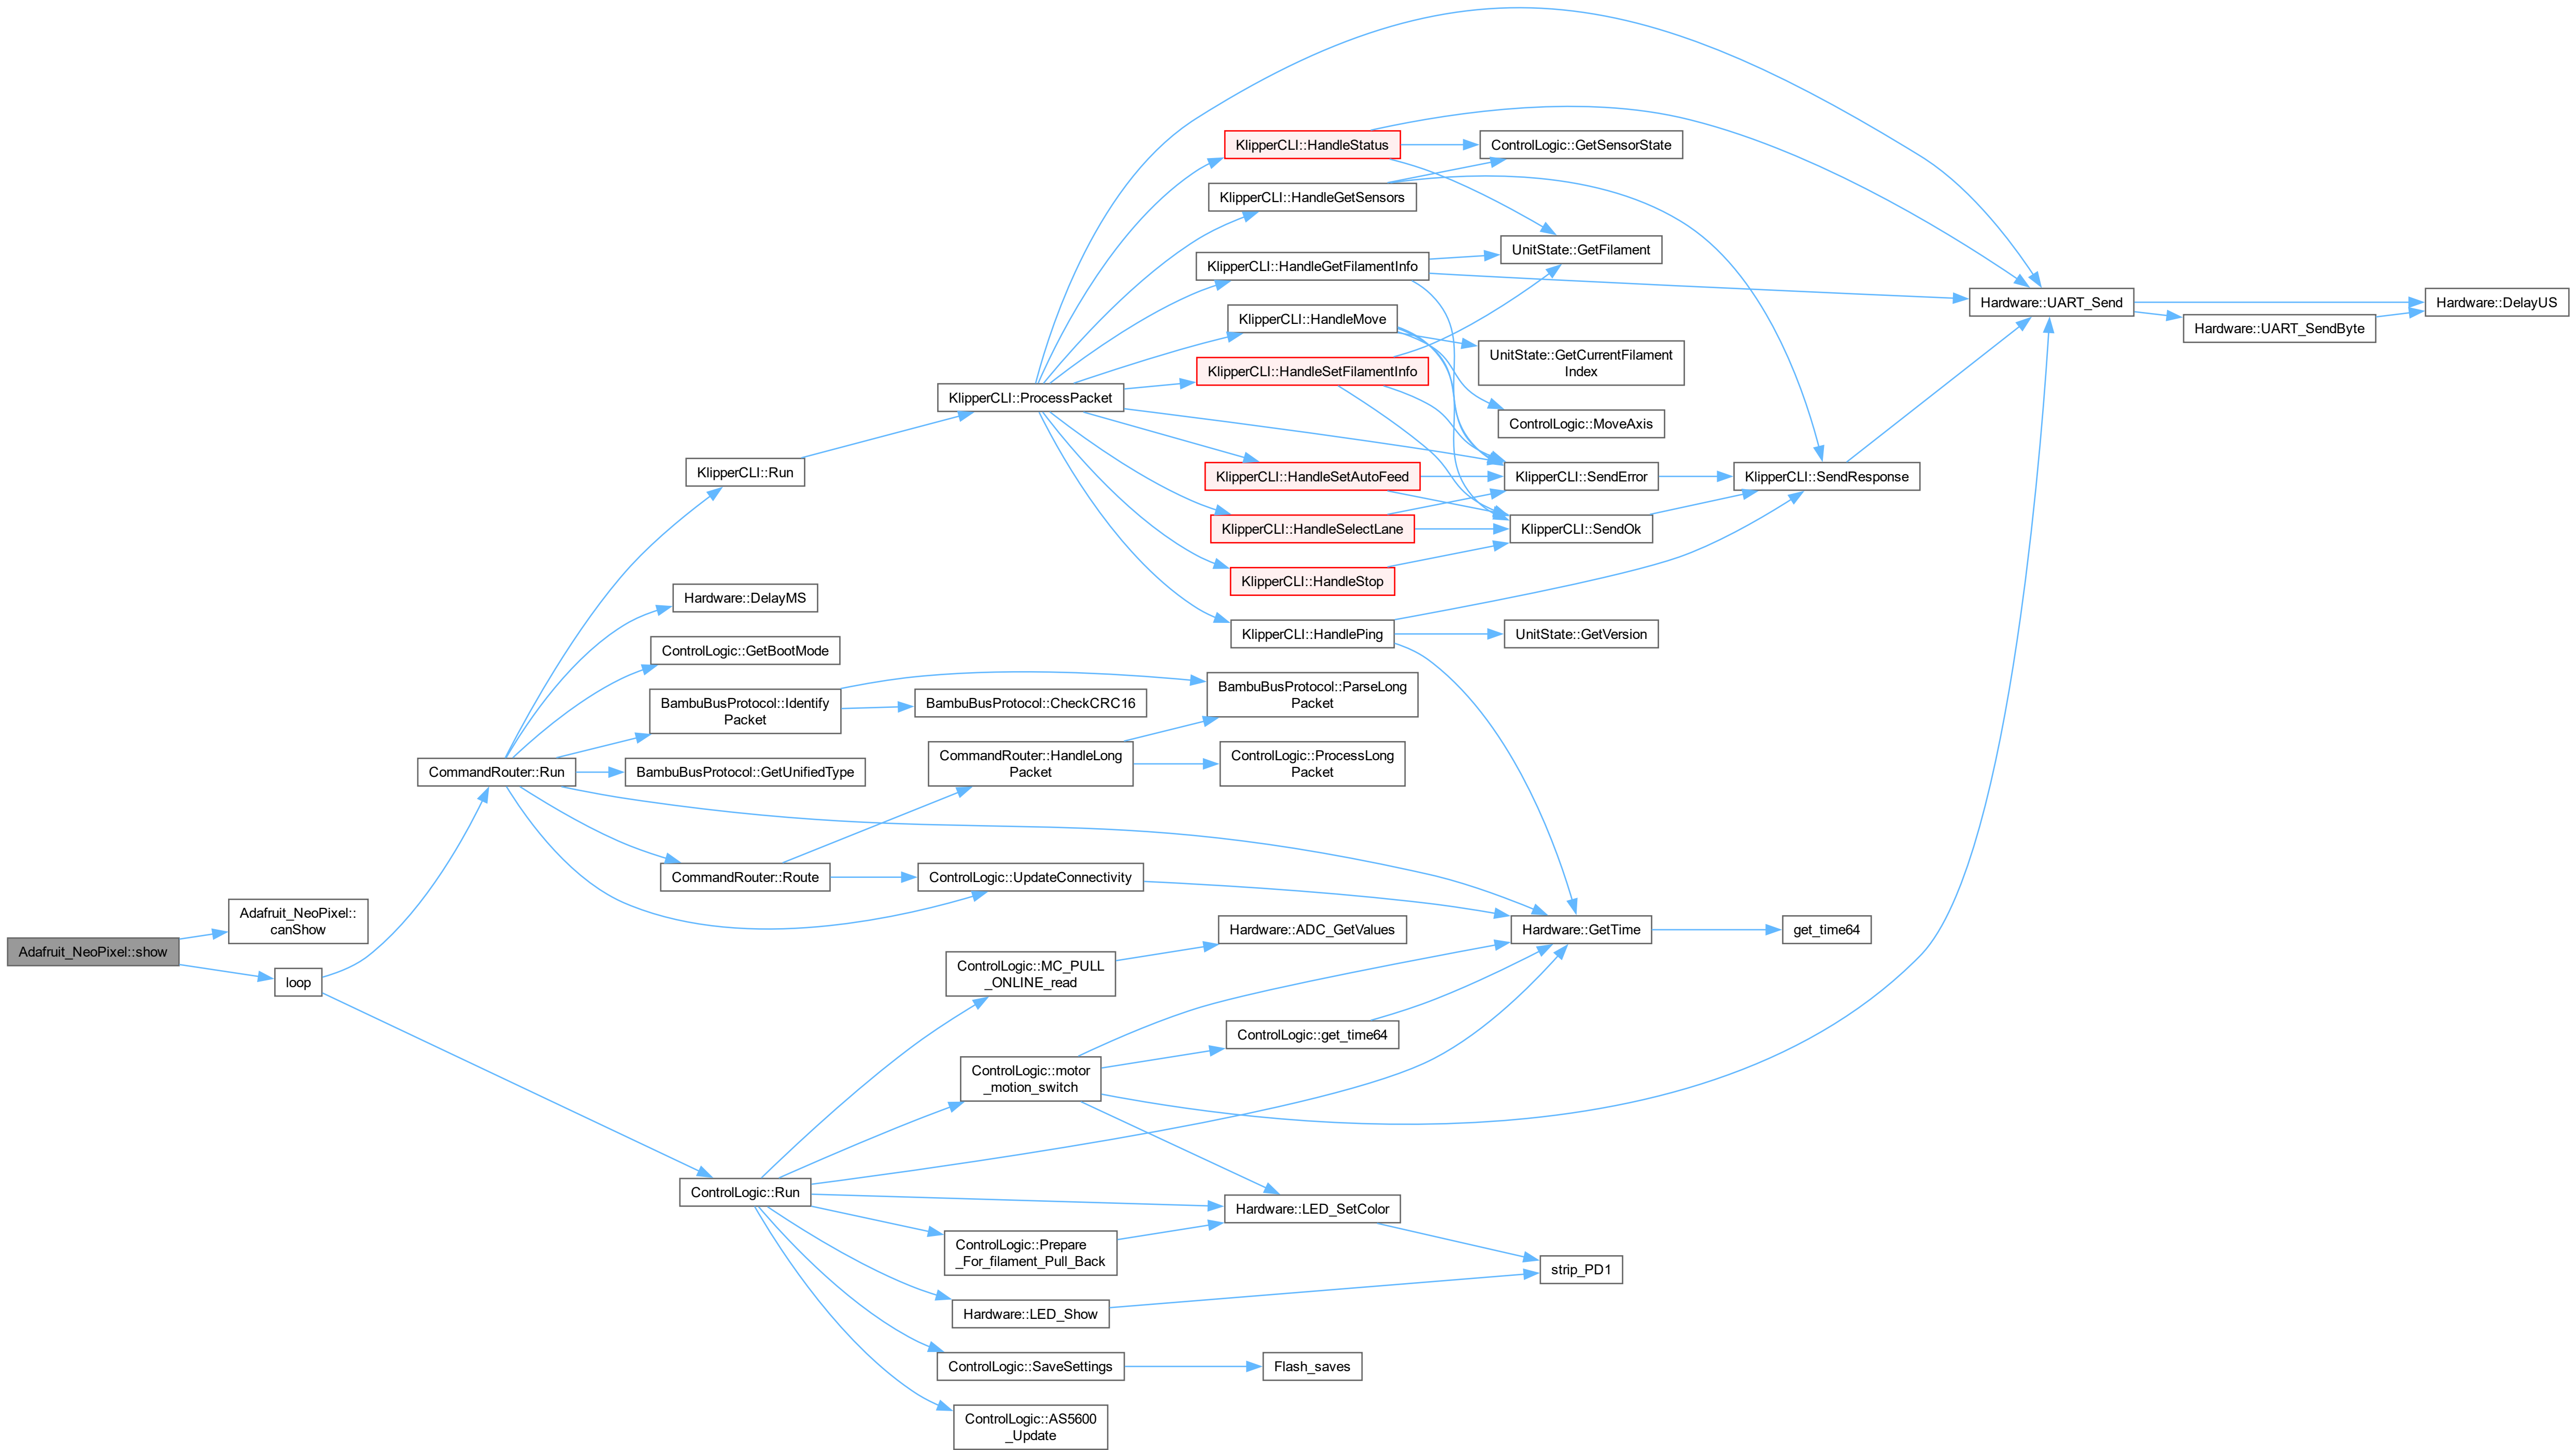 Adafruit_NeoPixel::show
Adafruit_NeoPixel::
canShow
loop
CommandRouter::Run
ControlLogic::Run
KlipperCLI::Run
Hardware::DelayMS
ControlLogic::GetBootMode
BambuBusProtocol::Identify
Packet
BambuBusProtocol::GetUnifiedType
CommandRouter::Route
KlipperCLI::ProcessPacket
BambuBusProtocol::CheckCRC16
CommandRouter::HandleLong
Packet
ControlLogic::UpdateConnectivity
ControlLogic::MC_PULL
_ONLINE_read
ControlLogic::motor
_motion_switch
ControlLogic::Prepare
_For_filament_Pull_Back
Hardware::LED_Show
ControlLogic::SaveSettings
ControlLogic::AS5600
_Update
KlipperCLI::HandleStatus
KlipperCLI::HandleGetSensors
KlipperCLI::HandleGetFilamentInfo
KlipperCLI::HandleMove
KlipperCLI::HandleSetFilamentInfo
KlipperCLI::HandleSetAutoFeed
KlipperCLI::HandleSelectLane
KlipperCLI::HandleStop
KlipperCLI::HandlePing
BambuBusProtocol::ParseLong
Packet
ControlLogic::ProcessLong
Packet
Hardware::ADC_GetValues
ControlLogic::get_time64
Hardware::LED_SetColor
Flash_saves
ControlLogic::GetSensorState
UnitState::GetFilament
UnitState::GetCurrentFilament
Index
ControlLogic::MoveAxis
KlipperCLI::SendError
KlipperCLI::SendOk
UnitState::GetVersion
Hardware::GetTime
strip_PD1
KlipperCLI::SendResponse
get_time64
Hardware::UART_Send
Hardware::UART_SendByte
Hardware::DelayUS